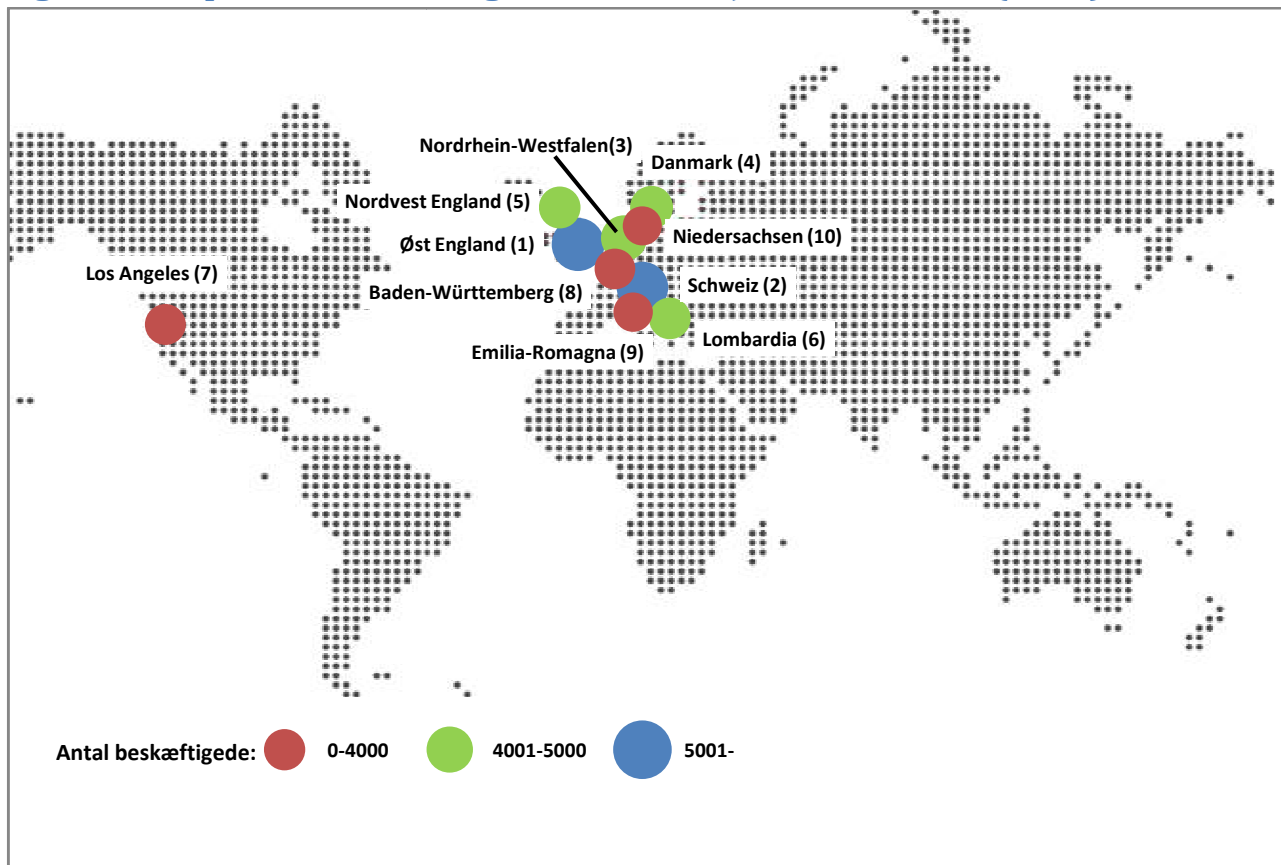 Nordrhein-Westfalen(3)
Danmark (4)
Nordvest England (5)
Øst England (1)
Niedersachsen (10)
Los Angeles (7)
Baden-Württemberg (8)
Schweiz (2)
Emilia-Romagna (9)
Lombardia (6)
Antal beskæftigede: 0-4000 4001-5000 5001-